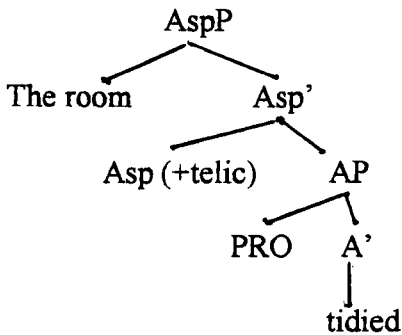 AspP
The room Asp'
Asp (+telic) AP
PRO A'
tidied